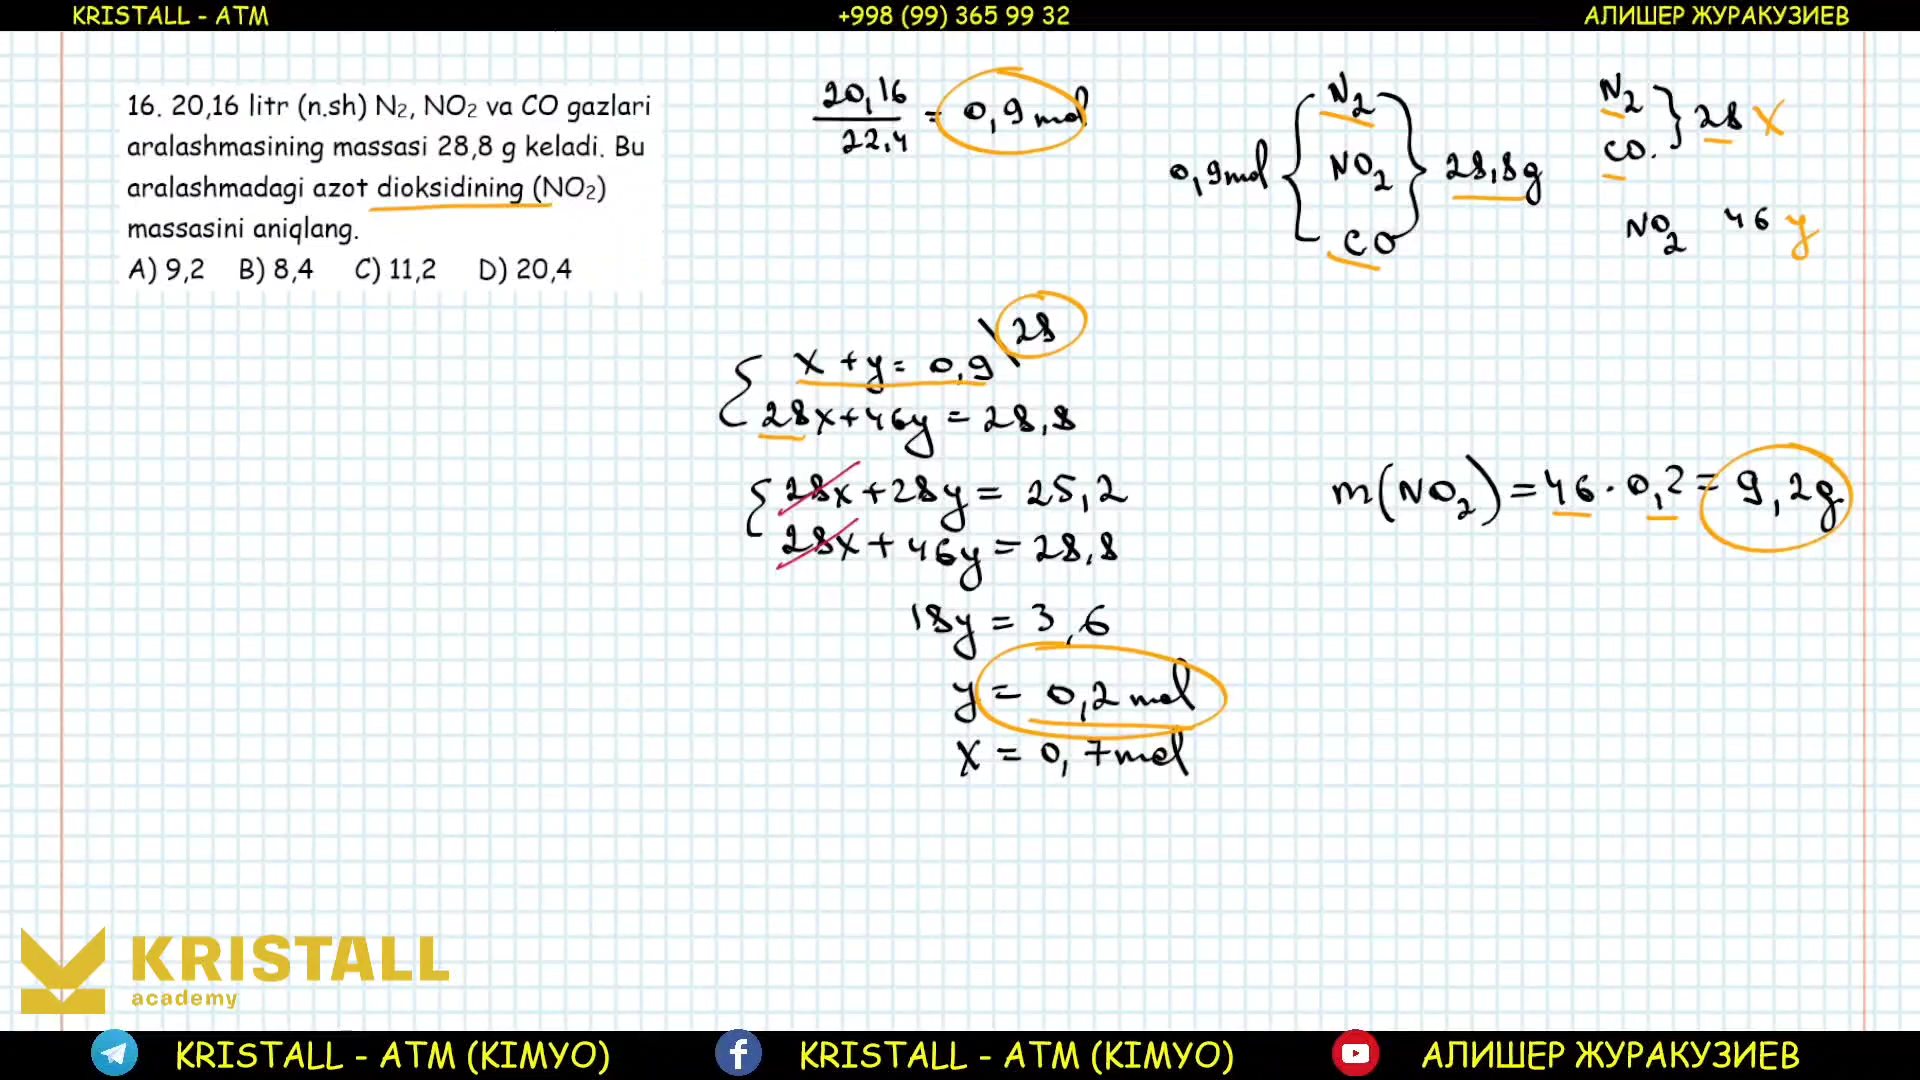 KRISTALL - ATM
+998 (99) 365 99 32
АЛИШЕР ЖУРАКУЗИЕВ
16. 20,16 litr (n.sh) N₂, NO₂ va CO gazlari
aralashmasining massasi 28,8 g keladi. Bu
aralashmadagi azot dioksidining (NO₂)
massasini aniqlang.
A) 9,2 B) 8,4 C) 11,2 D) 20,4
20,16
22,4
= 0,9 mol
0,9mol
N₂
NO₂
CO
28,8g
N₂
CO.
28 X
NO₂ 46 y
x + y = 0,9 \ 28
28x+46y = 28,8
28x+28y = 25,2
28x + 46y = 28,8
18y = 3,6
y = 0,2 mol
x = 0,7mol
m(NO₂) = 46 · 0,2 = 9,2g
KRISTALL
academy
KRISTALL - ATM (KIMYO)
KRISTALL - ATM (KIMYO)
АЛИШЕР ЖУРАКУЗИЕВ